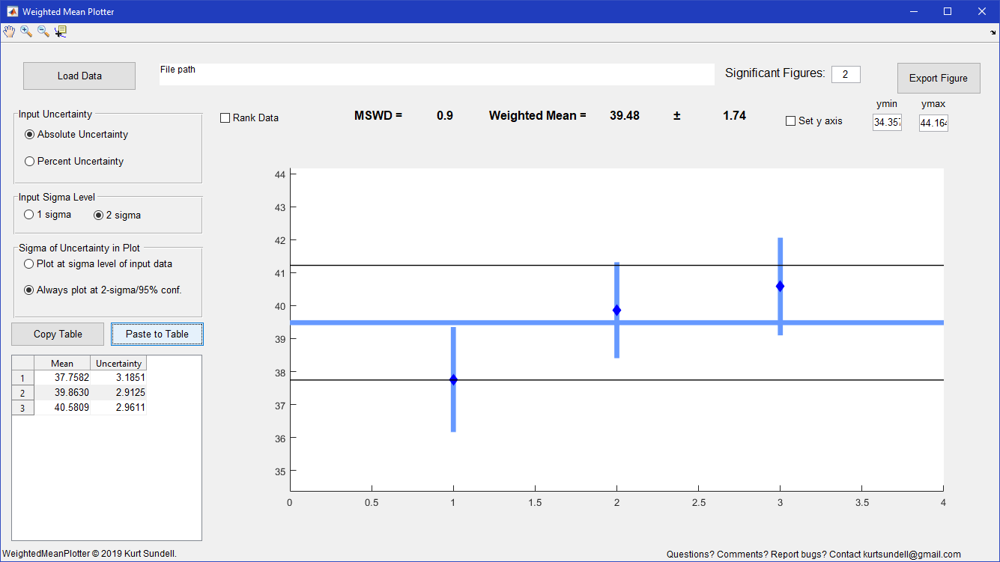 Weighted Mean Plotter
Load Data
File path
Significant Figures: 2
Export Figure
ymin ymax
Input Uncertainty
Rank Data
MSWD = 0.9 Weighted Mean = 39.48 ± 1.74
Set y axis
34.357 44.164
Absolute Uncertainty
Percent Uncertainty
Input Sigma Level
1 sigma 2 sigma
Sigma of Uncertainty in Plot
Plot at sigma level of input data
Always plot at 2-sigma/95% conf.
Copy Table Paste to Table
Mean Uncertainty
1 37.7582 3.1851
2 39.8630 2.9125
3 40.5809 2.9611
44
43
42
41
40
39
38
37
36
35
0 0.5 1 1.5 2 2.5 3 3.5 4
WeightedMeanPlotter © 2019 Kurt Sundell.
Questions? Comments? Report bugs? Contact kurtsundell@gmail.com